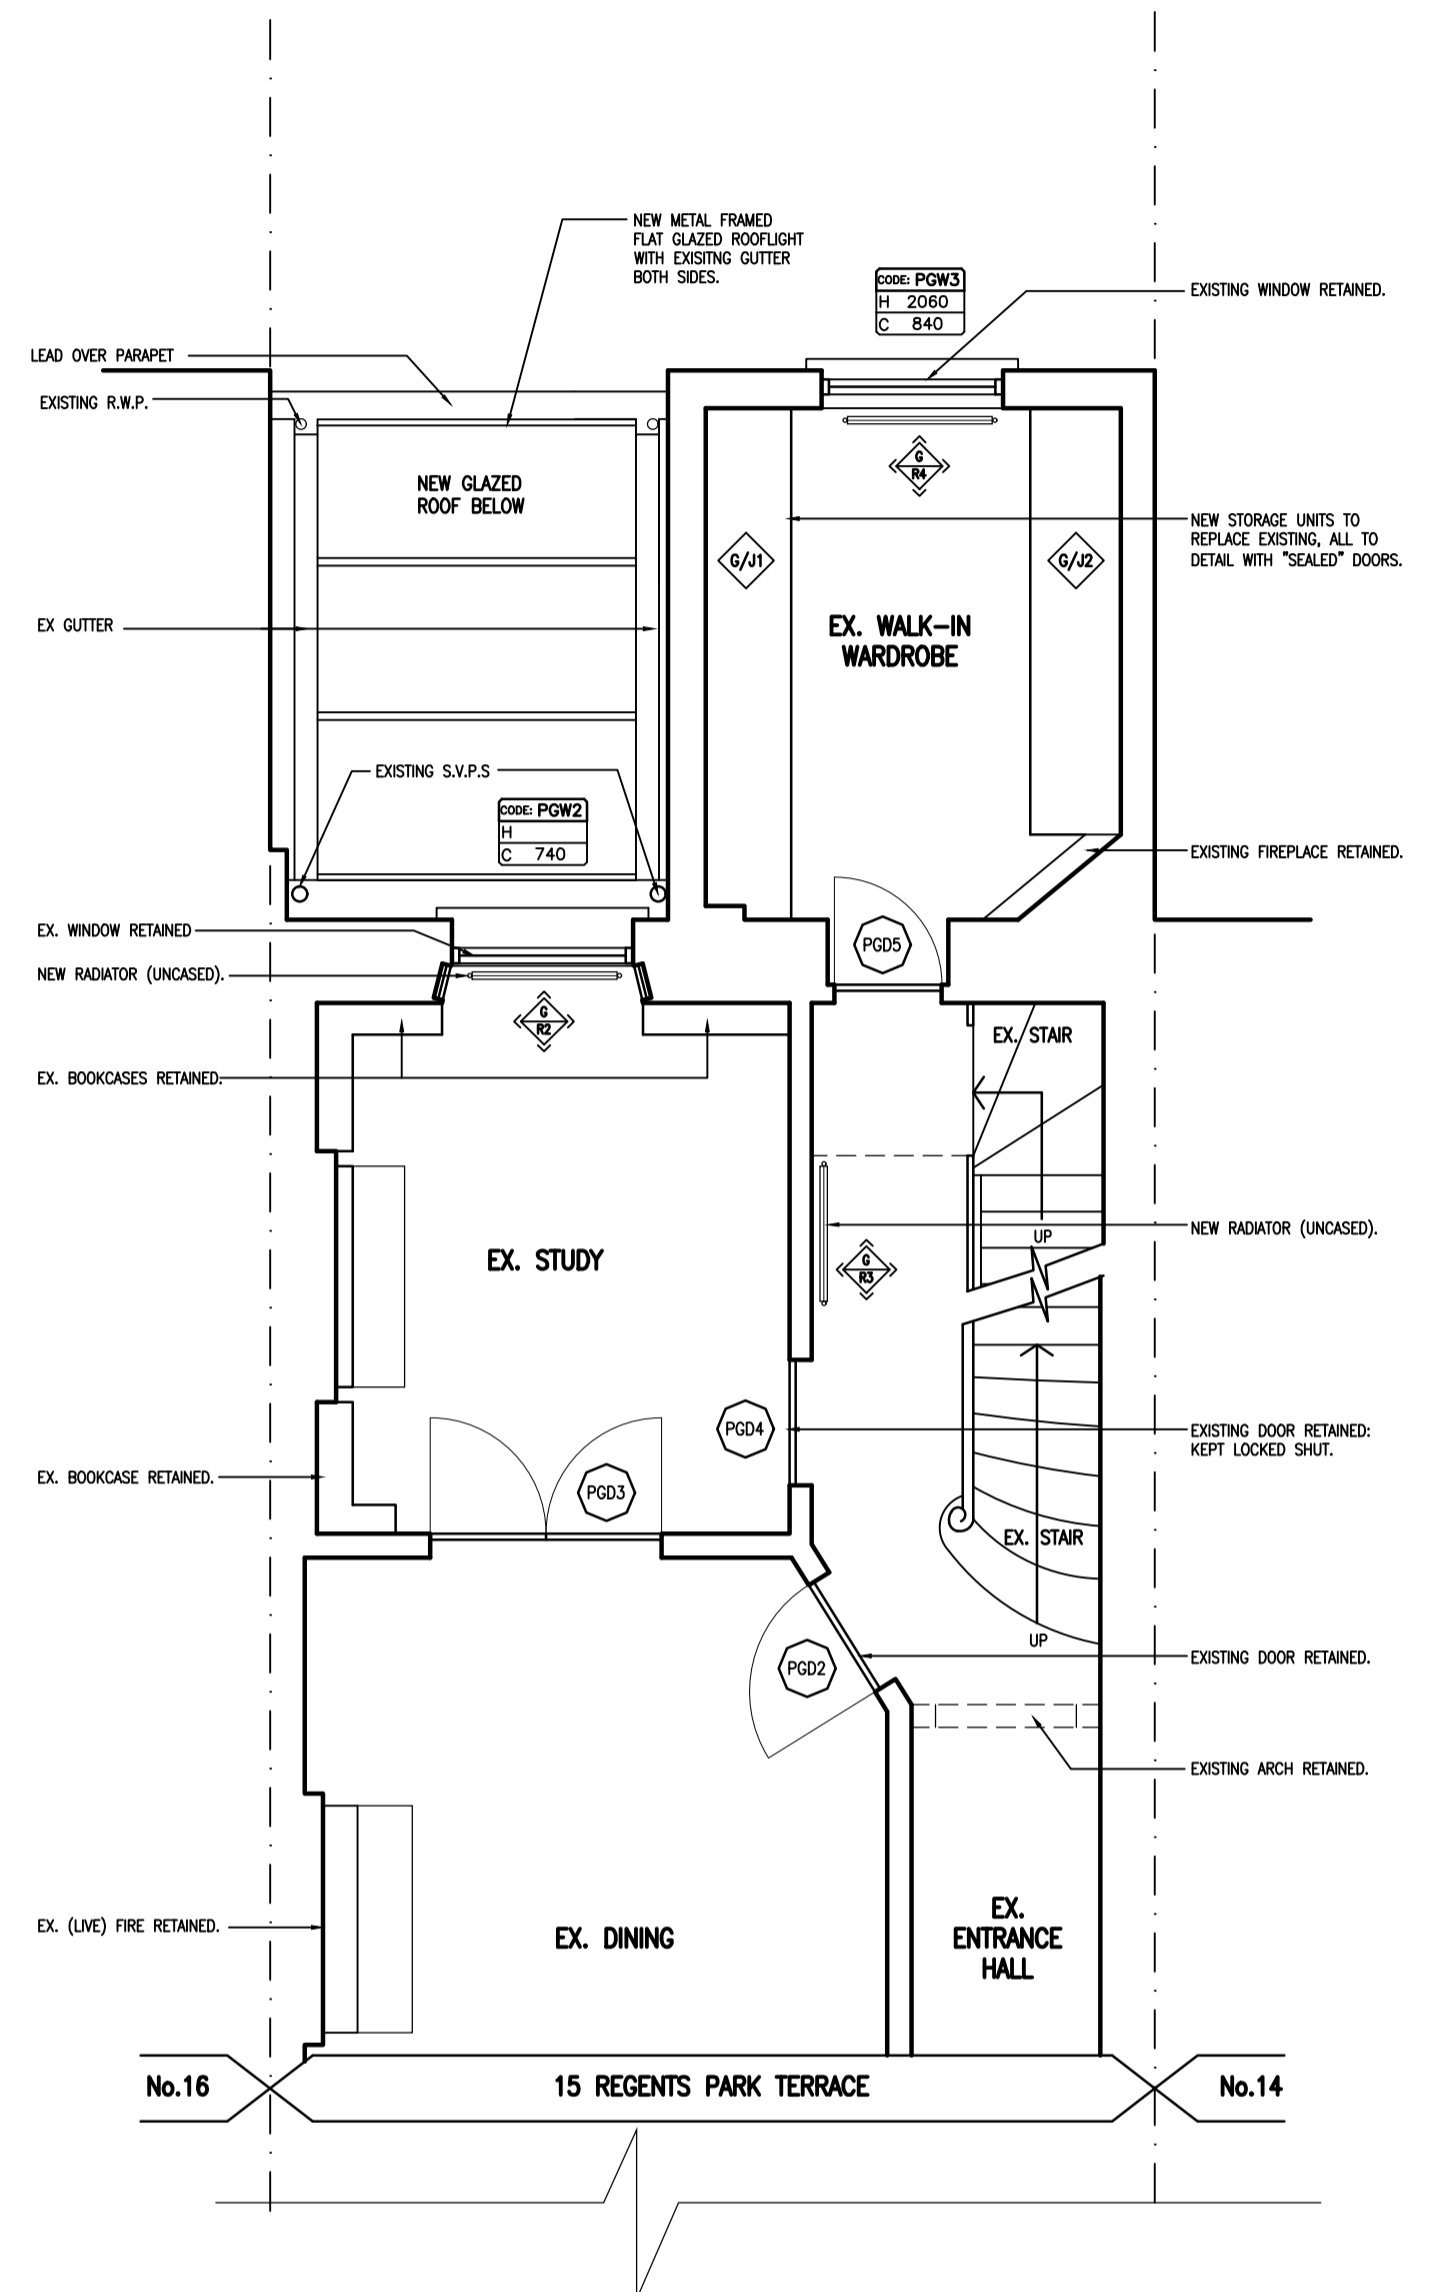 NEW METAL FRAMED
FLAT GLAZED ROOFLIGHT
WITH EXISITNG GUTTER
BOTH SIDES.
CODE: PGW3
H 2060
C 840
EXISTING WINDOW RETAINED.
LEAD OVER PARAPET
EXISTING R.W.P.
NEW GLAZED
ROOF BELOW
G
R4
NEW STORAGE UNITS TO
REPLACE EXISTING, ALL TO
DETAIL WITH "SEALED" DOORS.
G/J1
G/J2
EX GUTTER
EX. WALK-IN
WARDROBE
EXISTING S.V.P.S
CODE: PGW2
H
C 740
EXISTING FIREPLACE RETAINED.
EX. WINDOW RETAINED
PGD5
NEW RADIATOR (UNCASED).
G
R2
EX. STAIR
EX. BOOKCASES RETAINED.
NEW RADIATOR (UNCASED).
UP
EX. STUDY
G
R3
PGD4
EXISTING DOOR RETAINED:
KEPT LOCKED SHUT.
EX. BOOKCASE RETAINED.
PGD3
EX. STAIR
UP
PGD2
EXISTING DOOR RETAINED.
EXISTING ARCH RETAINED.
EX. (LIVE) FIRE RETAINED.
EX. DINING
EX.
ENTRANCE
HALL
No.16
15 REGENTS PARK TERRACE
No.14